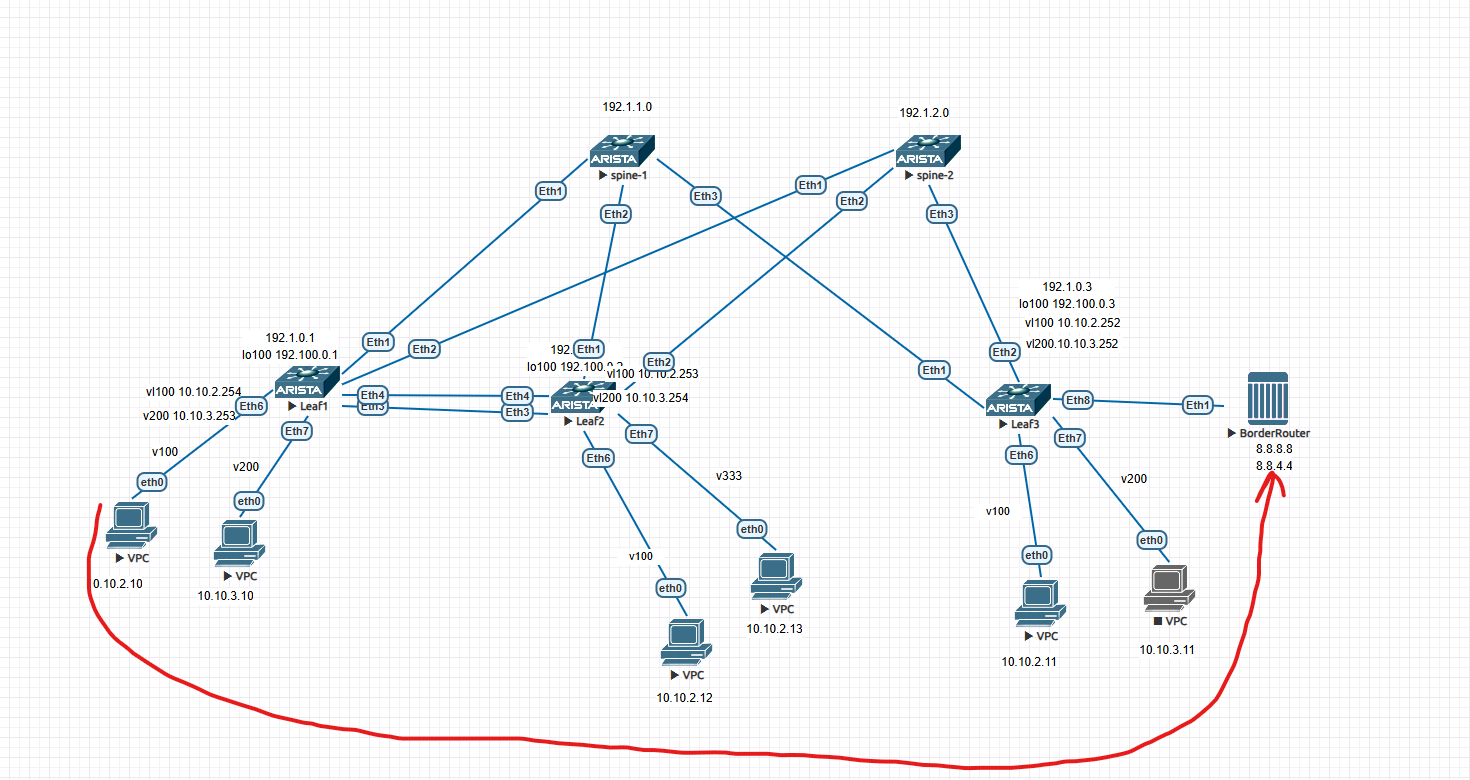 192.1.1.0
ARISTA
spine-1
192.1.2.0
ARISTA
spine-2
Eth1
Eth2
Eth3
Eth1
Eth2
Eth3
192.1.0.1
lo100 192.100.0.1
Eth1
Eth2
ARISTA
Leaf1
vl100 10.10.2.254
v200 10.10.3.253
Eth6
Eth7
Eth4
Eth3
v100
v200
eth0
eth0
VPC
10.10.2.10
VPC
10.10.3.10
192.
Eth1
lo100 192.100.0.2
Eth2
vl100 10.10.2.253
vl200 10.10.3.254
ARISTA
Leaf2
Eth4
Eth3
Eth6
Eth7
v333
v100
eth0
eth0
VPC
10.10.2.13
VPC
10.10.2.12
192.1.0.3
lo100 192.100.0.3
vl100 10.10.2.252
vl200.10.10.3.252
Eth2
Eth1
ARISTA
Leaf3
Eth8
Eth1
Eth7
Eth6
BorderRouter
8.8.8.8
8.8.4.4
v200
v100
eth0
eth0
VPC
10.10.2.11
VPC
10.10.3.11